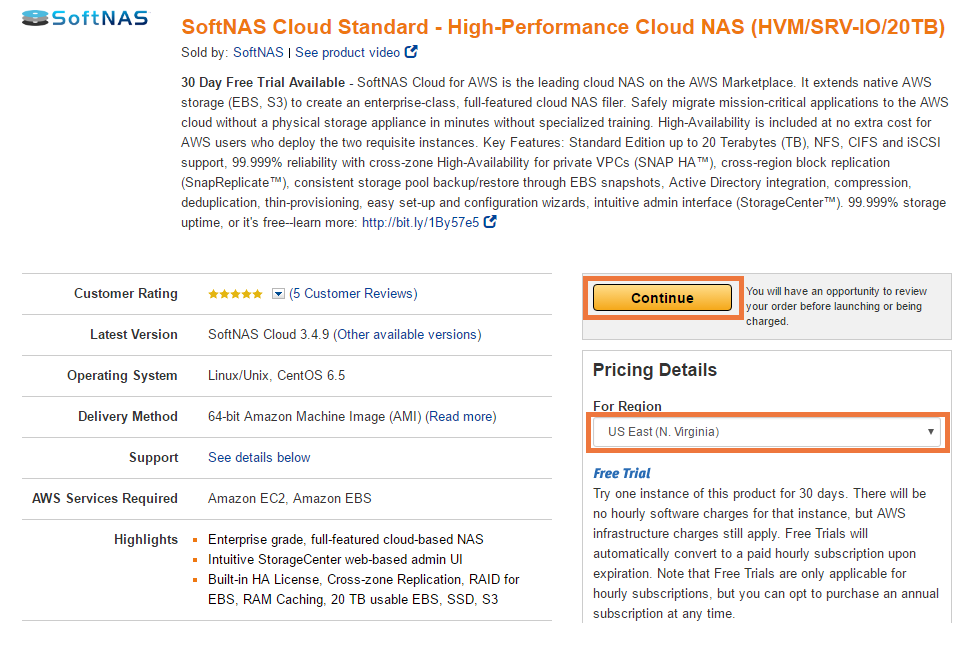 SoftNAS
SoftNAS Cloud Standard - High-Performance Cloud NAS (HVM/SRV-IO/20TB)
Sold by: SoftNAS | See product video
30 Day Free Trial Available - SoftNAS Cloud for AWS is the leading cloud NAS on the AWS Marketplace. It extends native AWS
storage (EBS, S3) to create an enterprise-class, full-featured cloud NAS filer. Safely migrate mission-critical applications to the AWS
cloud without a physical storage appliance in minutes without specialized training. High-Availability is included at no extra cost for
AWS users who deploy the two requisite instances. Key Features: Standard Edition up to 20 Terabytes (TB), NFS, CIFS and iSCSI
support, 99.999% reliability with cross-zone High-Availability for private VPCs (SNAP HA™), cross-region block replication
(SnapReplicate™), consistent storage pool backup/restore through EBS snapshots, Active Directory integration, compression,
deduplication, thin-provisioning, easy set-up and configuration wizards, intuitive admin interface (StorageCenter™). 99.999% storage
uptime, or it's free--learn more: http://bit.ly/1By57e5
Customer Rating (5 Customer Reviews)
Latest Version SoftNAS Cloud 3.4.9 (Other available versions)
Operating System Linux/Unix, CentOS 6.5
Delivery Method 64-bit Amazon Machine Image (AMI) (Read more)
Support See details below
AWS Services Required Amazon EC2, Amazon EBS
Highlights Enterprise grade, full-featured cloud-based NAS
Intuitive StorageCenter web-based admin UI
Built-in HA License, Cross-zone Replication, RAID for
EBS, RAM Caching, 20 TB usable EBS, SSD, S3
Continue
You will have an opportunity to review
your order before launching or being
charged.
Pricing Details
For Region
US East (N. Virginia)
Free Trial
Try one instance of this product for 30 days. There will be
no hourly software charges for that instance, but AWS
infrastructure charges still apply. Free Trials will
automatically convert to a paid hourly subscription upon
expiration. Note that Free Trials are only applicable for
hourly subscriptions, but you can opt to purchase an annual
subscription at any time.